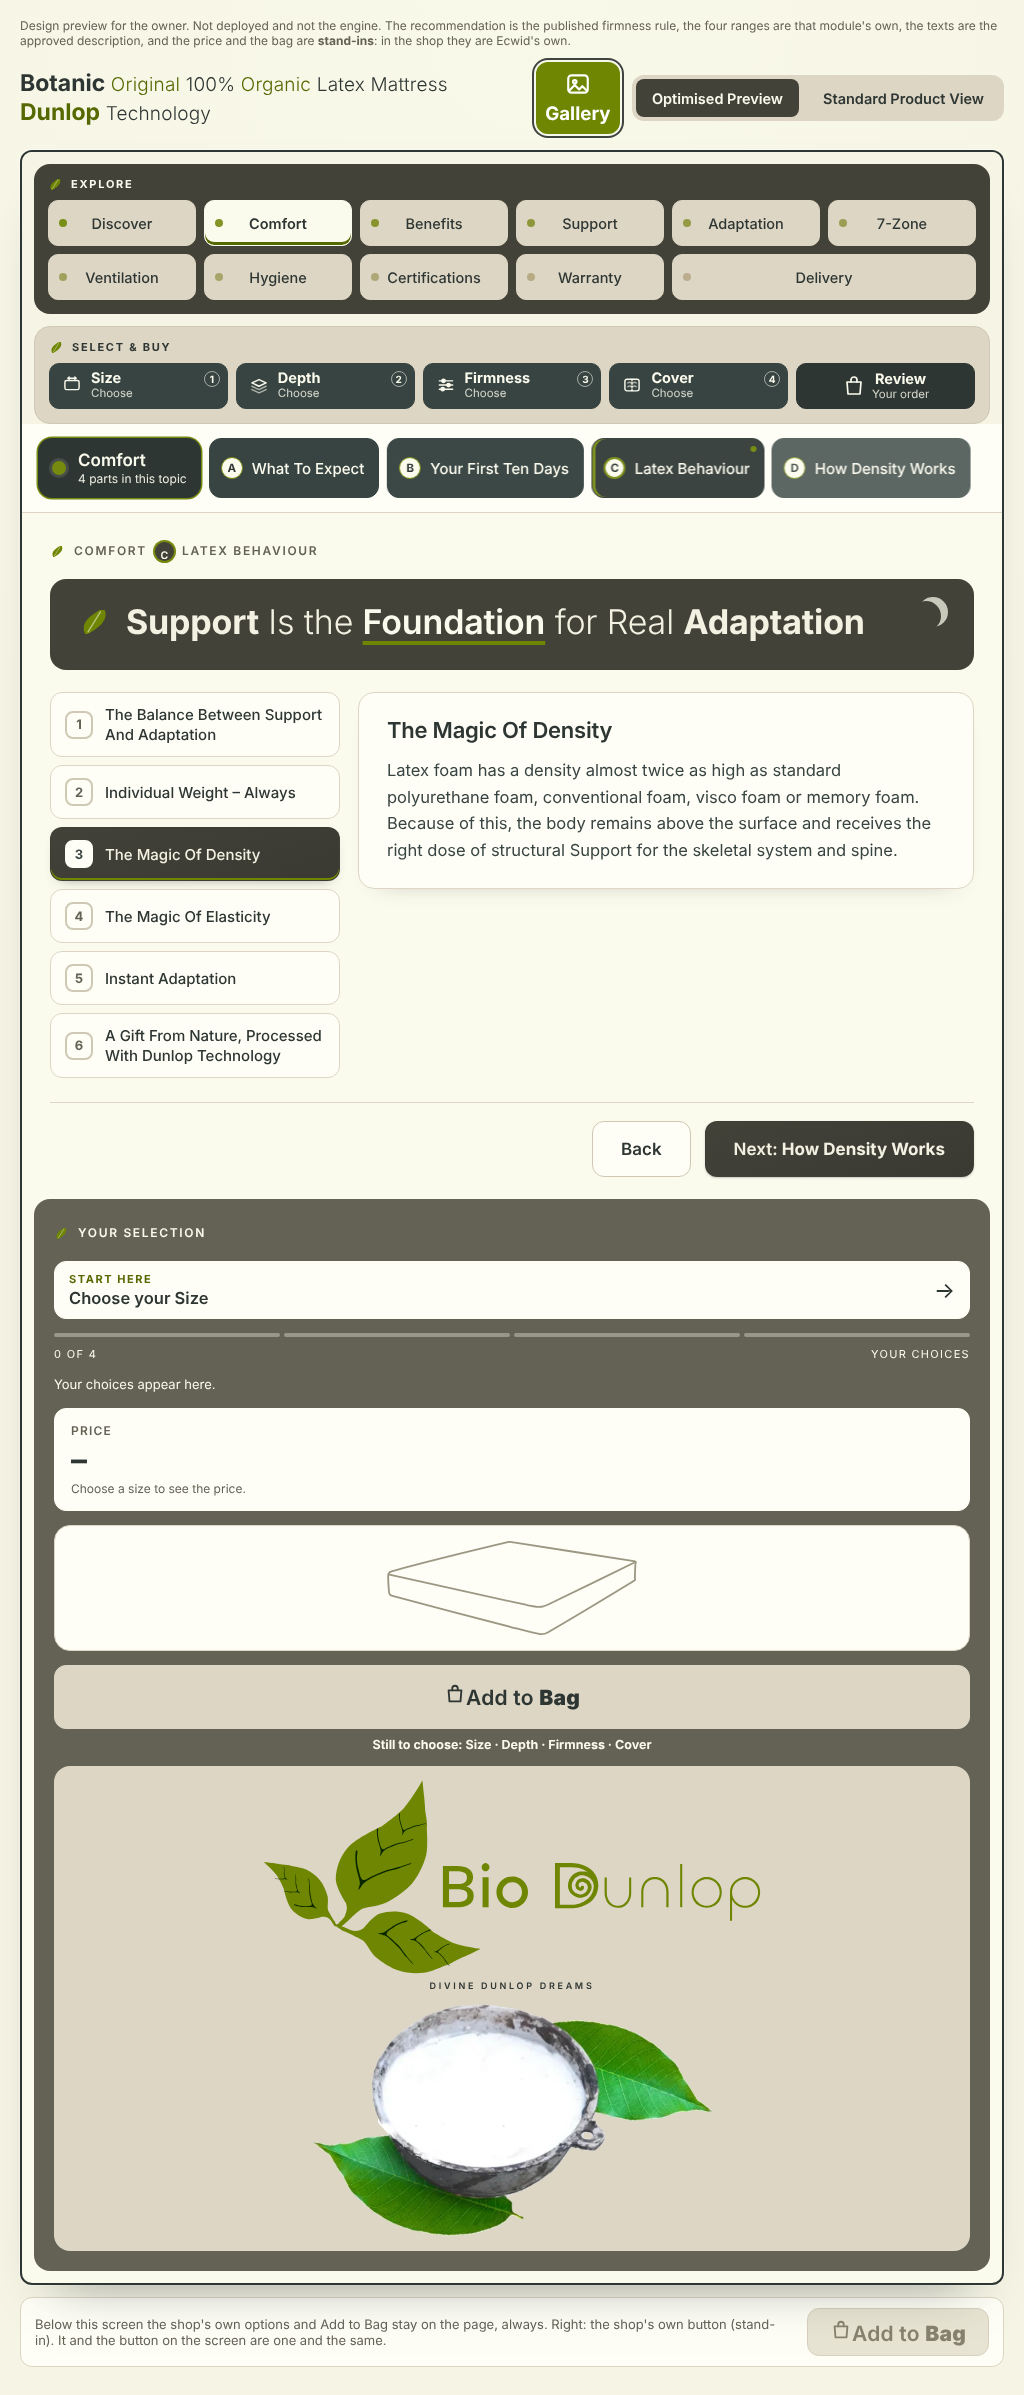 Design preview for the owner. Not deployed and not the engine. The recommendation is the published firmness rule, the four ranges are that module's own, the texts are the
approved description, and the price and the bag are stand-ins: in the shop they are Ecwid's own.
Botanic Original 100% Organic Latex Mattress
Dunlop Technology
Gallery
Optimised Preview
Standard Product View
EXPLORE
Discover
Comfort
Benefits
Support
Adaptation
7-Zone
Ventilation
Hygiene
Certifications
Warranty
Delivery
SELECT & BUY
Size
Choose
1
Depth
Choose
2
Firmness
Choose
3
Cover
Choose
4
Review
Your order
Comfort
4 parts in this topic
A What To Expect
B Your First Ten Days
C Latex Behaviour
D How Density Works
COMFORT C LATEX BEHAVIOUR
Support Is the Foundation for Real Adaptation
1 The Balance Between Support
And Adaptation
2 Individual Weight – Always
3 The Magic Of Density
4 The Magic Of Elasticity
5 Instant Adaptation
6 A Gift From Nature, Processed
With Dunlop Technology
The Magic Of Density
Latex foam has a density almost twice as high as standard
polyurethane foam, conventional foam, visco foam or memory foam.
Because of this, the body remains above the surface and receives the
right dose of structural Support for the skeletal system and spine.
Back
Next: How Density Works
YOUR SELECTION
START HERE
Choose your Size
0 OF 4
YOUR CHOICES
Your choices appear here.
PRICE
–
Choose a size to see the price.
Add to Bag
Still to choose: Size · Depth · Firmness · Cover
Bio Dunlop
DIVINE DUNLOP DREAMS
Below this screen the shop's own options and Add to Bag stay on the page, always. Right: the shop's own button (stand-
in). It and the button on the screen are one and the same.
Add to Bag